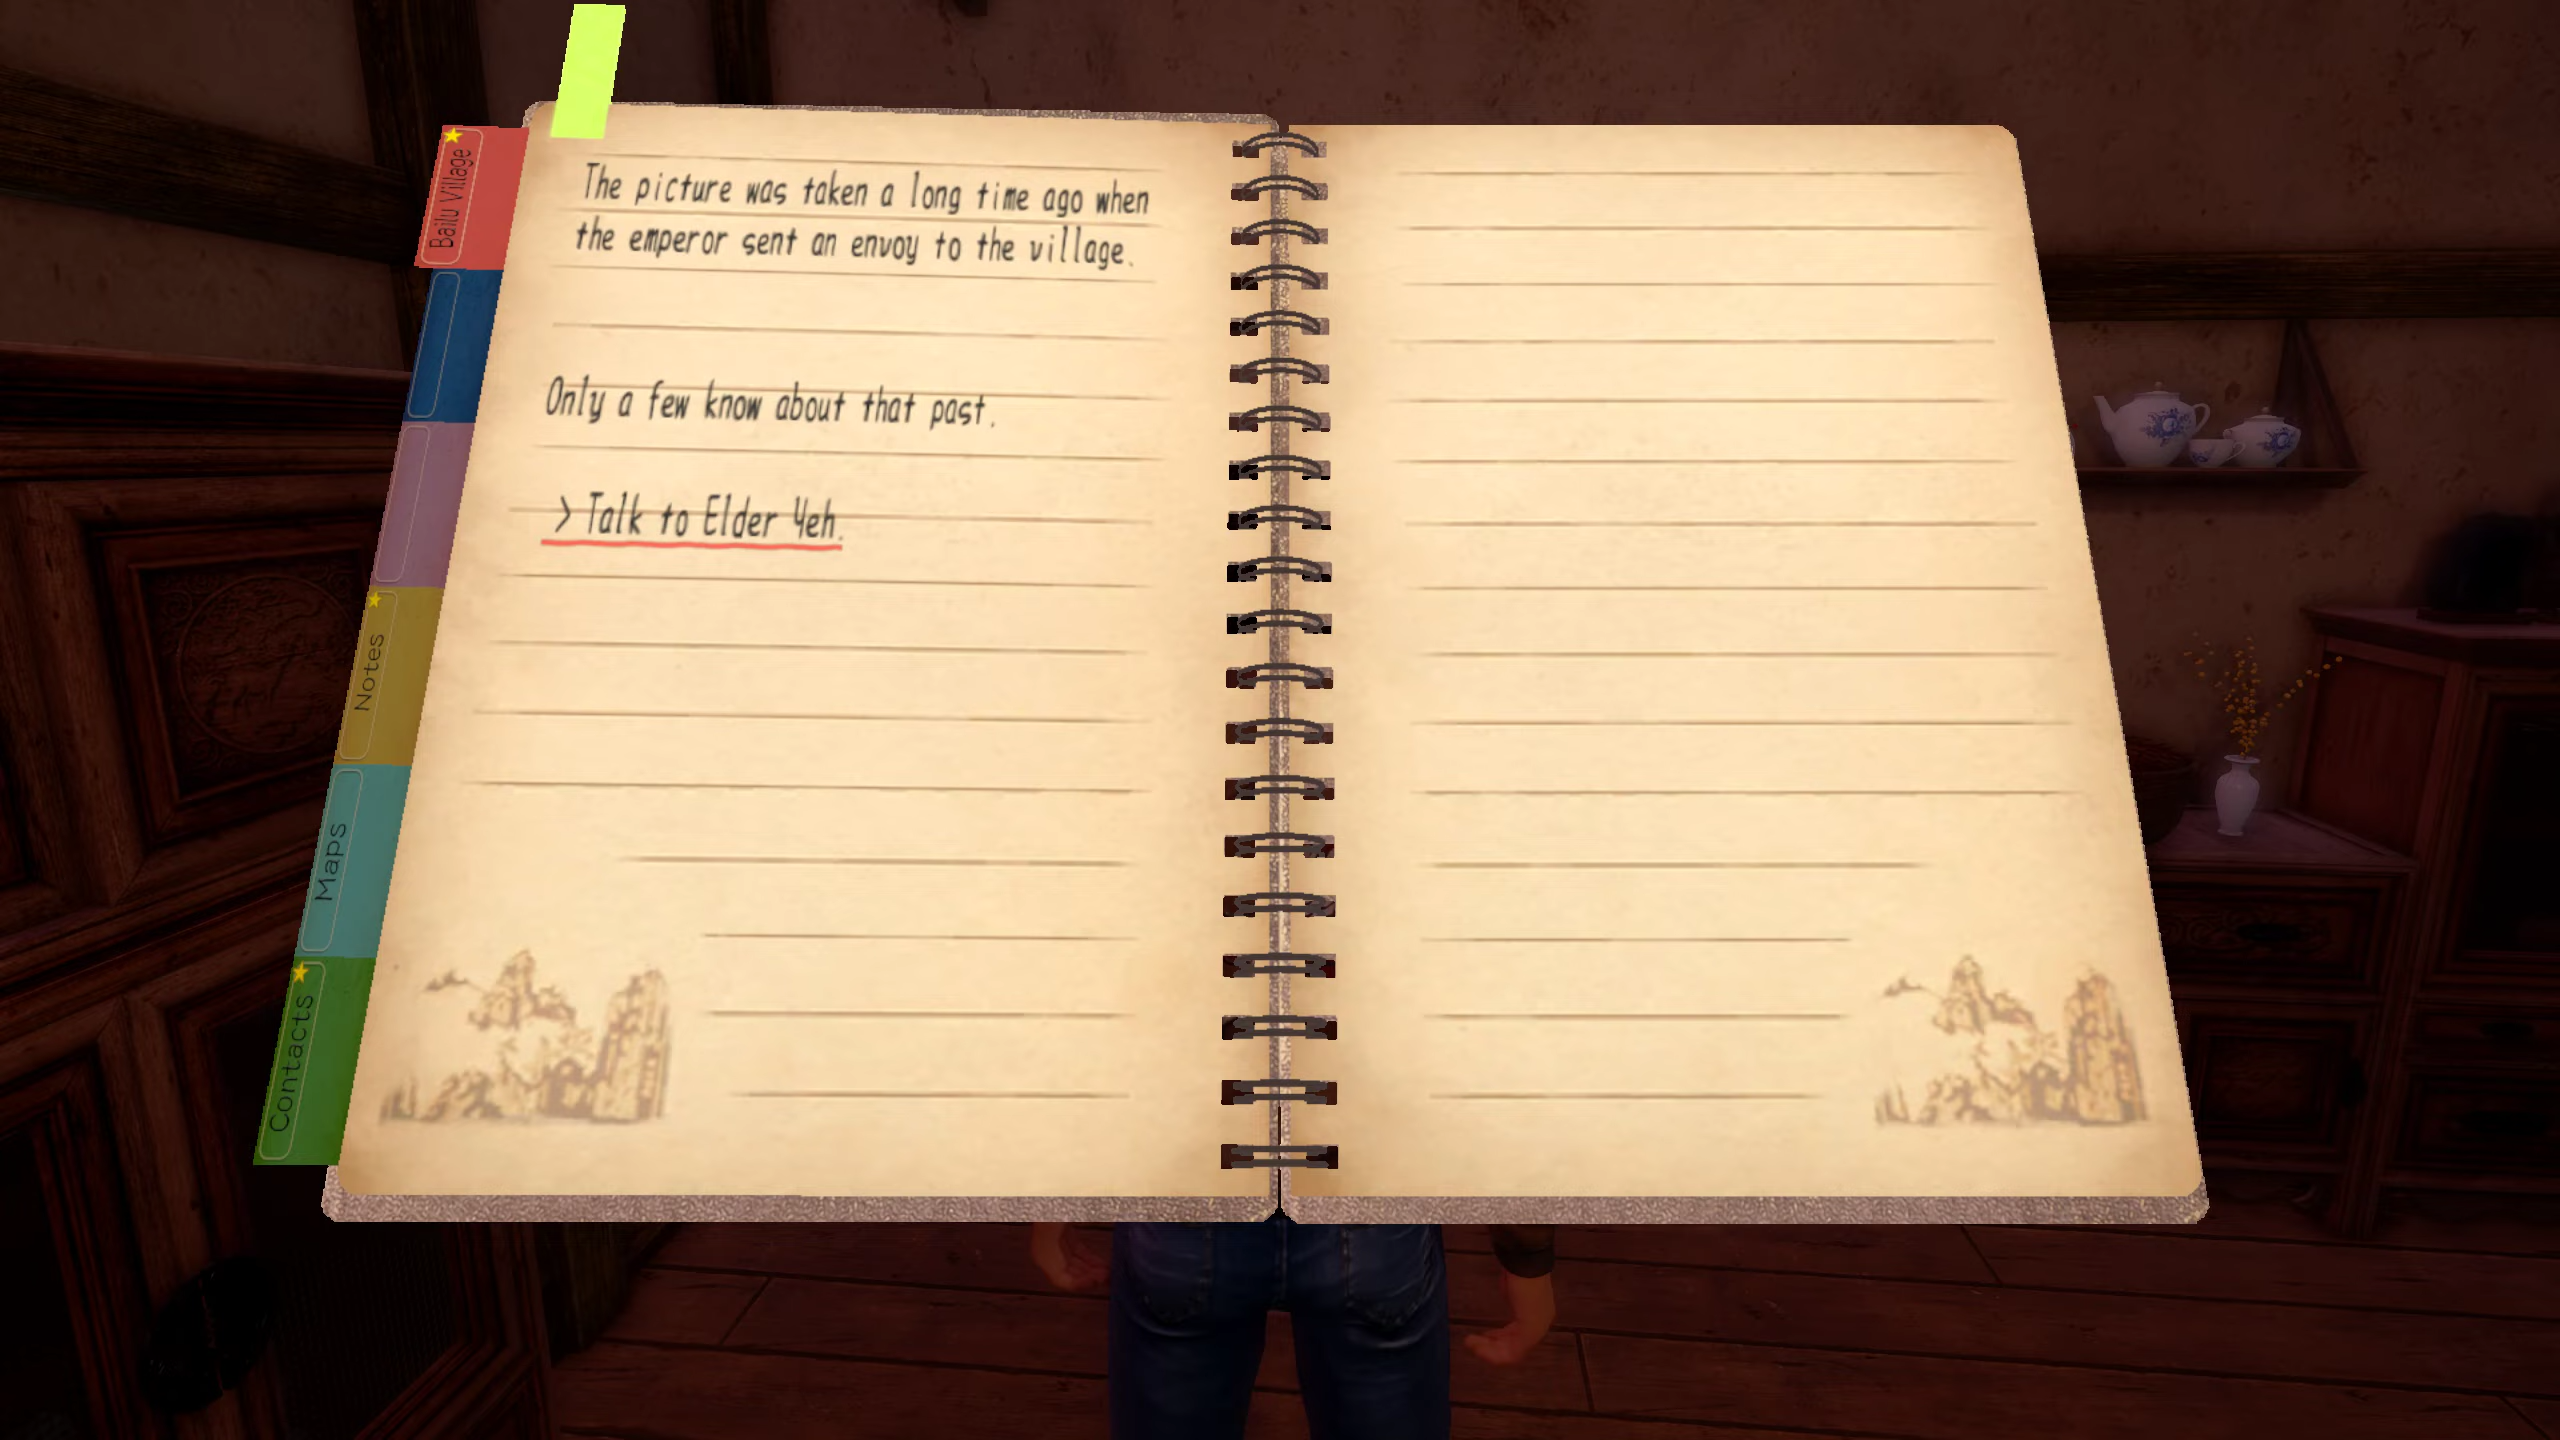 Bailu Village
Notes
Maps
Contacts
The picture was taken a long time ago when
the emperor sent an envoy to the village.
Only a few know about that past.
> Talk to Elder Yeh.